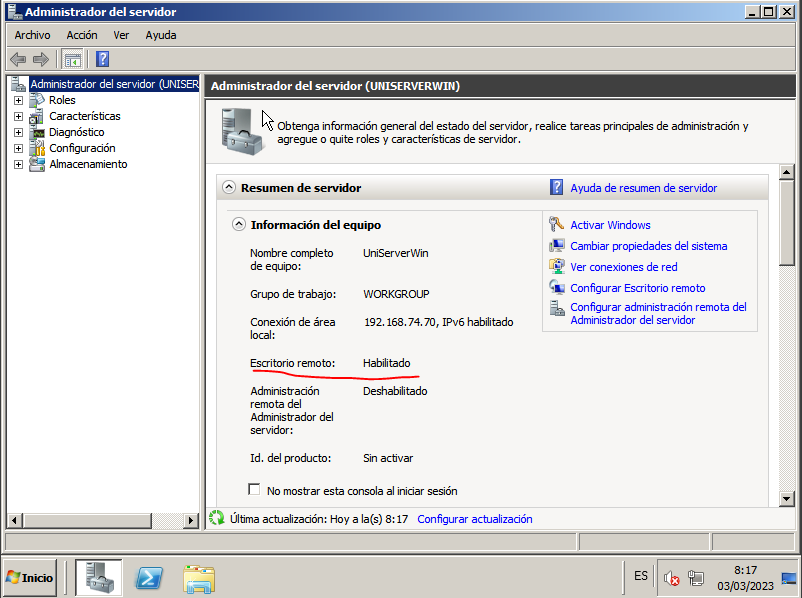 Administrador del servidor
Archivo Acción Ver Ayuda
Administrador del servidor (UNISER
Roles
Características
Diagnóstico
Configuración
Almacenamiento
Administrador del servidor (UNISERVERWIN)
Obtenga información general del estado del servidor, realice tareas principales de administración y
agregue o quite roles y características de servidor.
Resumen de servidor
Ayuda de resumen de servidor
Información del equipo
Nombre completo
de equipo:
UniServerWin
Grupo de trabajo:
WORKGROUP
Conexión de área
local:
192.168.74.70, IPv6 habilitado
Escritorio remoto:
Habilitado
Administración
remota del
Administrador del
servidor:
Deshabilitado
Id. del producto:
Sin activar
No mostrar esta consola al iniciar sesión
Activar Windows
Cambiar propiedades del sistema
Ver conexiones de red
Configurar Escritorio remoto
Configurar administración remota del
Administrador del servidor
Última actualización: Hoy a la(s) 8:17 Configurar actualización
Inicio
ES
8:17
03/03/2023